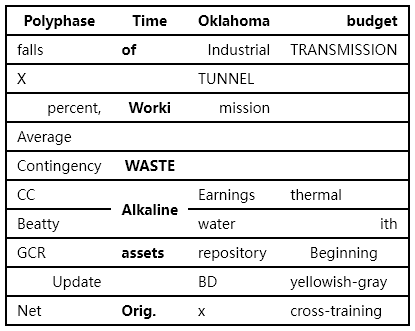 Polyphase Time Oklahoma budget
falls of Industrial TRANSMISSION
X TUNNEL
percent, Worki mission
Average
Contingency WASTE
CC Alkaline Earnings thermal
Beatty water ith
GCR assets repository Beginning
Update BD yellowish-gray
Net Orig. x cross-training